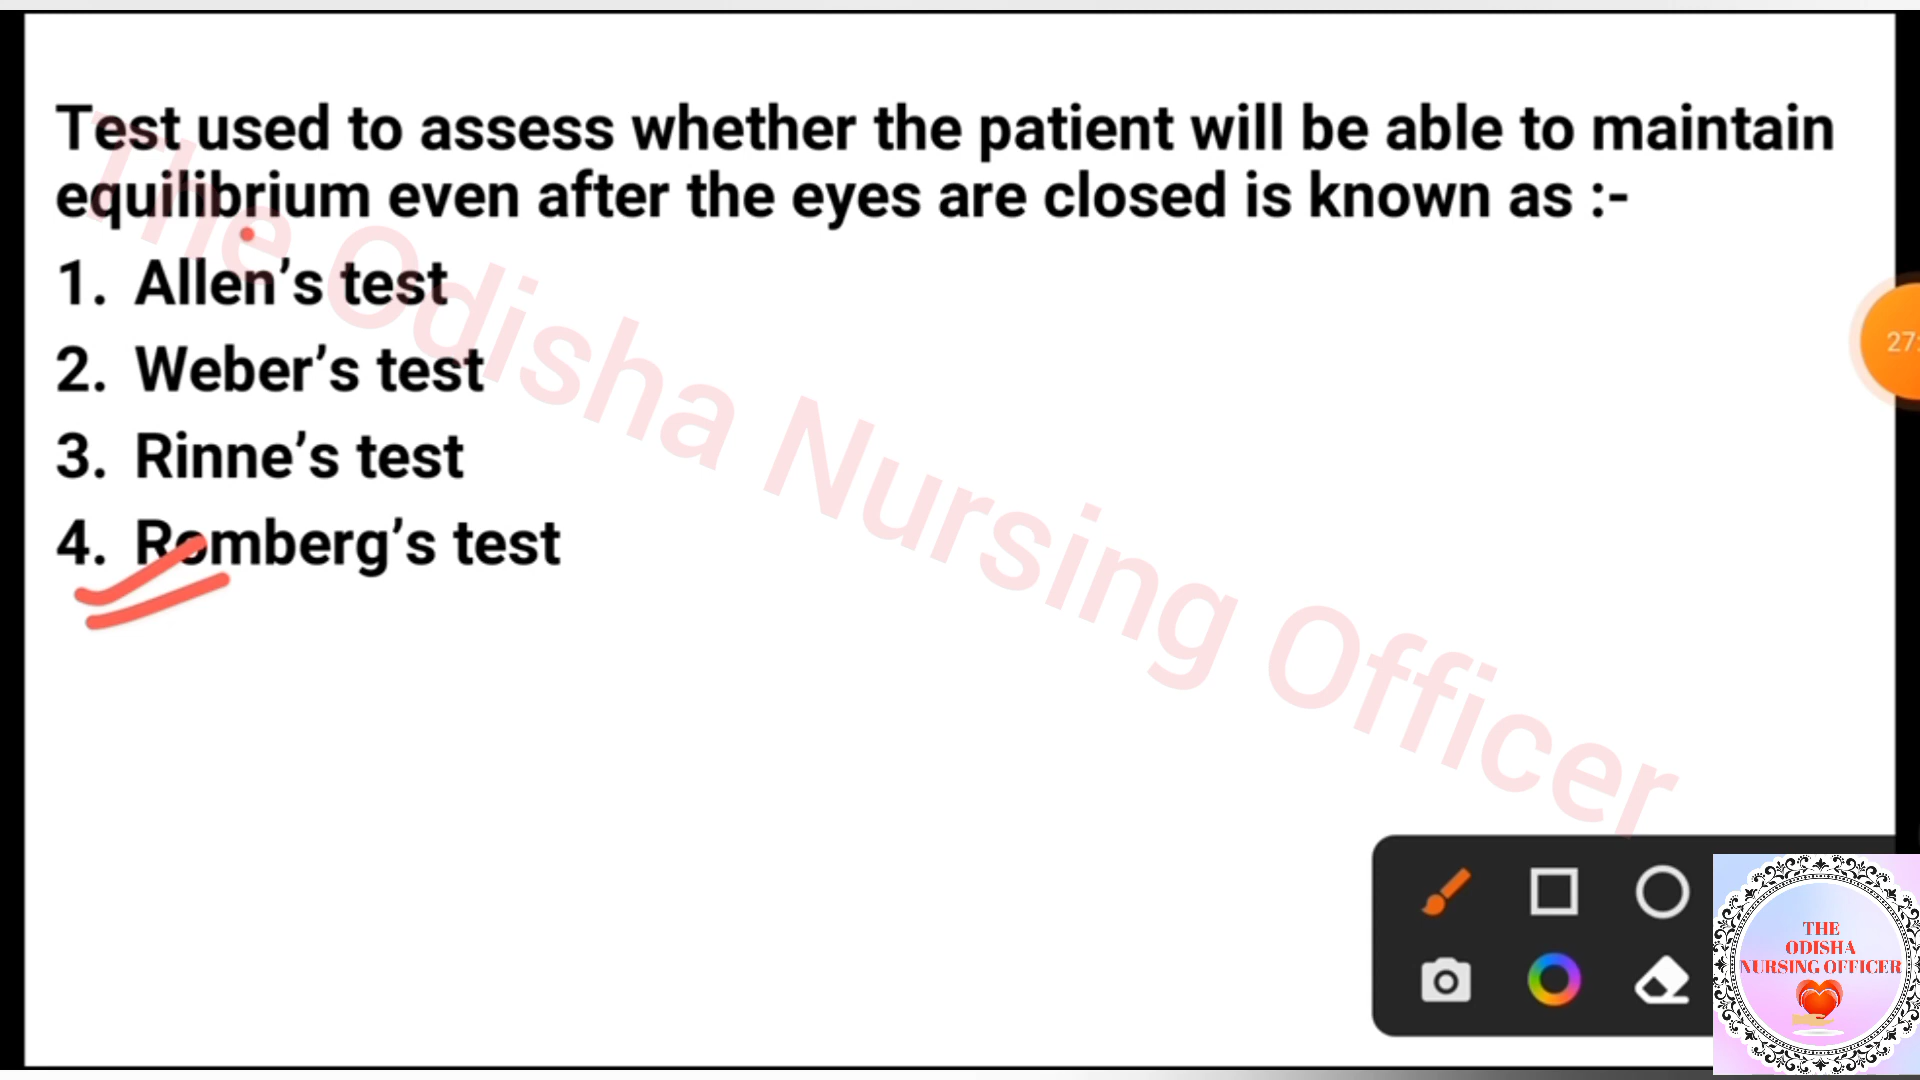 Test used to assess whether the patient will be able to maintain
equilibrium even after the eyes are closed is known as :-
1. Allen’s test
2. Weber’s test
3. Rinne’s test
4. Romberg’s test
The Odisha Nursing Officer
27:
THE
ODISHA
NURSING OFFICER